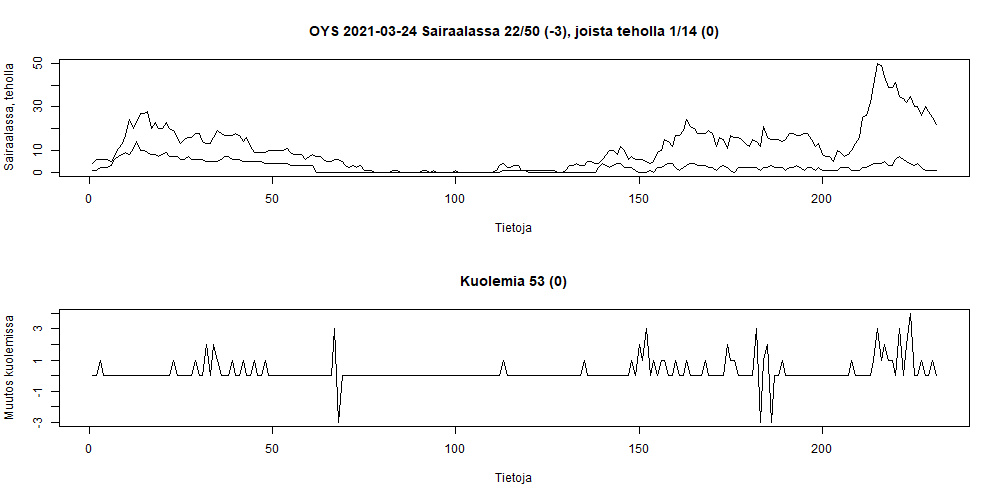 OYS 2021-03-24 Sairaalassa 22/50 (-3), joista teholla 1/14 (0)
Sairaalassa, teholla
50
30
10
0
0 50 100 150 200
Tietoja
Kuolemia 53 (0)
Muutos kuolemissa
3
1
-1
-3
0 50 100 150 200
Tietoja